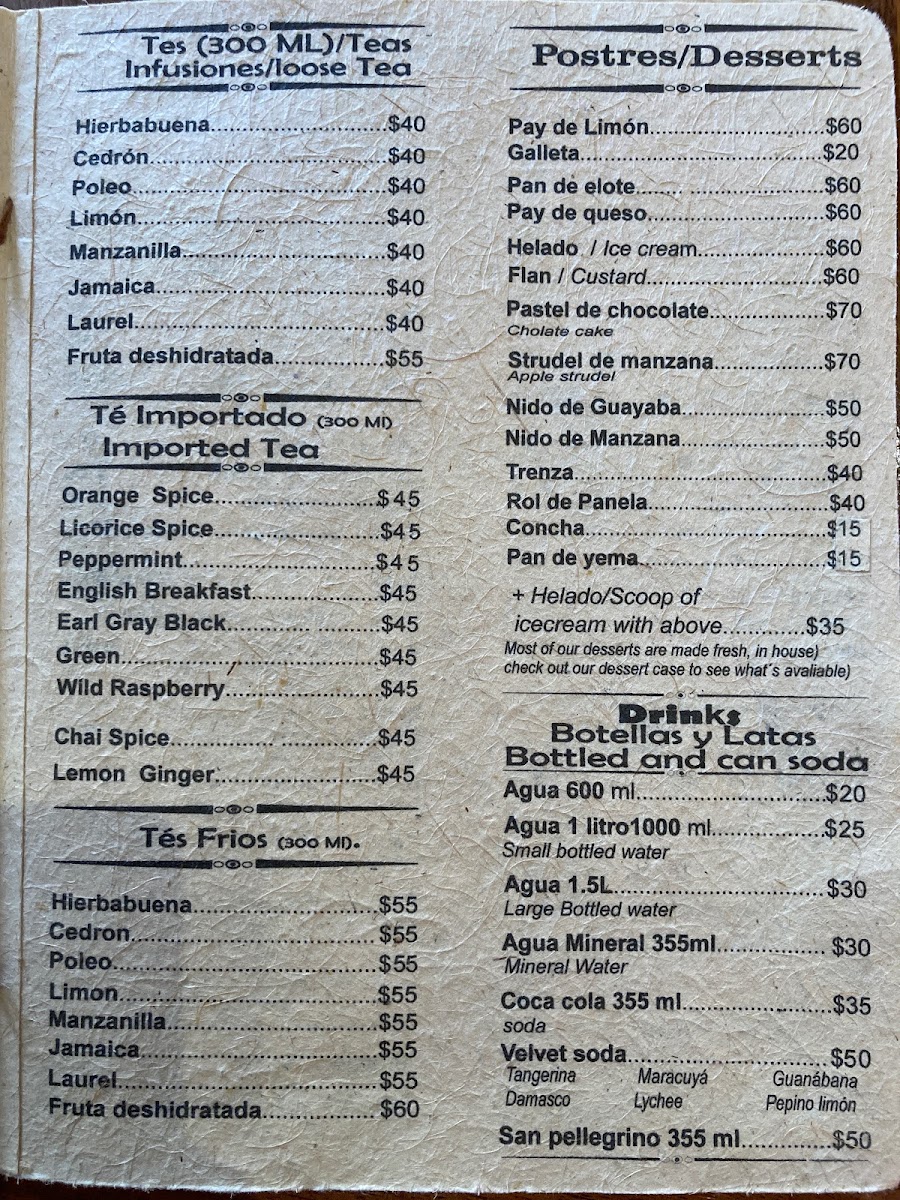 Tes (300 ML)/Teas
Infusiones/loose Tea
Hierbabuena..............................$40
Cedrón..............................$40
Poleo..............................$40
Limón..............................$40
Manzanilla..............................$40
Jamaica..............................$40
Laurel..............................$40
Fruta deshidratada.................$55
Té Importado (300 Ml)
Imported Tea
Orange Spice.........................$45
Licorice Spice.........................$45
Peppermint.............................$45
English Breakfast...................$45
Earl Gray Black............ ..........$45
Green.....................................$45
Wild Raspberry.......................$45
Chai Spice................ ..............$45
Lemon Ginger........................$45
Tés Frios (300 Ml).
Hierbabuena...........................$55
Cedron....................................$55
Poleo.......................................$55
Limon......................................$55
Manzanilla...............................$55
Jamaica...................................$55
Laurel......................................$55
Fruta deshidratada................. $60
Postres/Desserts
Pay de Limón..........................$60
Galleta.....................................$20
Pan de elote....... ....................$60
Pay de queso...........................$60
Helado / Ice cream...................$60
Flan / Custard..........................$60
Pastel de chocolate.................$70
Cholate cake
Strudel de manzana.................$70
Apple strudel
Nido de Guayaba.....................$50
Nido de Manzana.....................$50
Trenza......................................$40
Rol de Panela...........................$40
Concha.....................................$15
Pan de yema............................$15
+ Helado/Scoop of
icecream with above............$35
Most of our desserts are made fresh, in house)
check out our dessert case to see what´s avaliable)
Drinks
Botellas y Latas
Bottled and can soda
Agua 600 ml............................$20
Agua 1 litro1000 ml.................$25
Small bottled water
Agua 1.5L................................$30
Large Bottled water
Agua Mineral 355ml................ $30
Mineral Water
Coca cola 355 ml......................$35
soda
Velvet soda.............................. $50
Tangerina Maracuyá Guanábana
Damasco Lychee Pepino limón
San pellegrino 355 ml..............$50